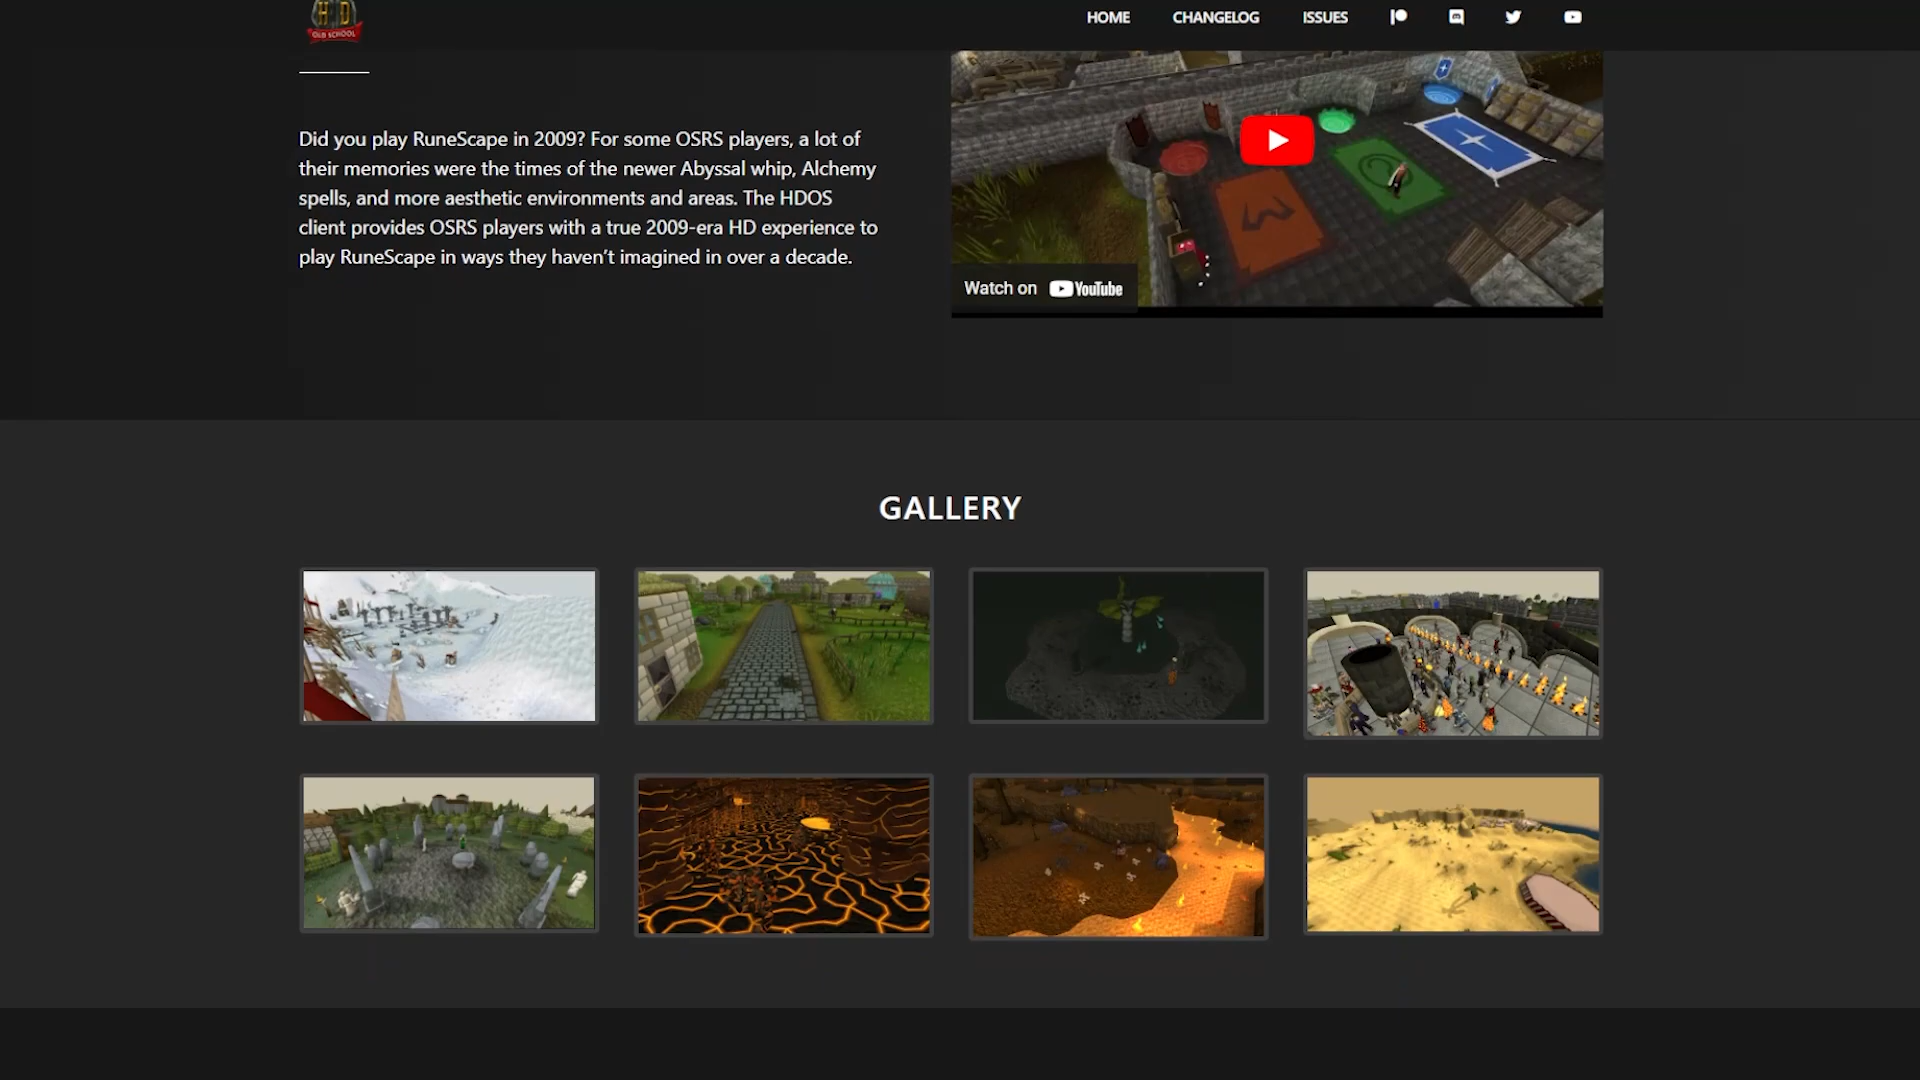 HD
OLD SCHOOL
HOME CHANGELOG ISSUES
Did you play RuneScape in 2009? For some OSRS players, a lot of
their memories were the times of the newer Abyssal whip, Alchemy
spells, and more aesthetic environments and areas. The HDOS
client provides OSRS players with a true 2009-era HD experience to
play RuneScape in ways they haven’t imagined in over a decade.
Watch on YouTube
GALLERY